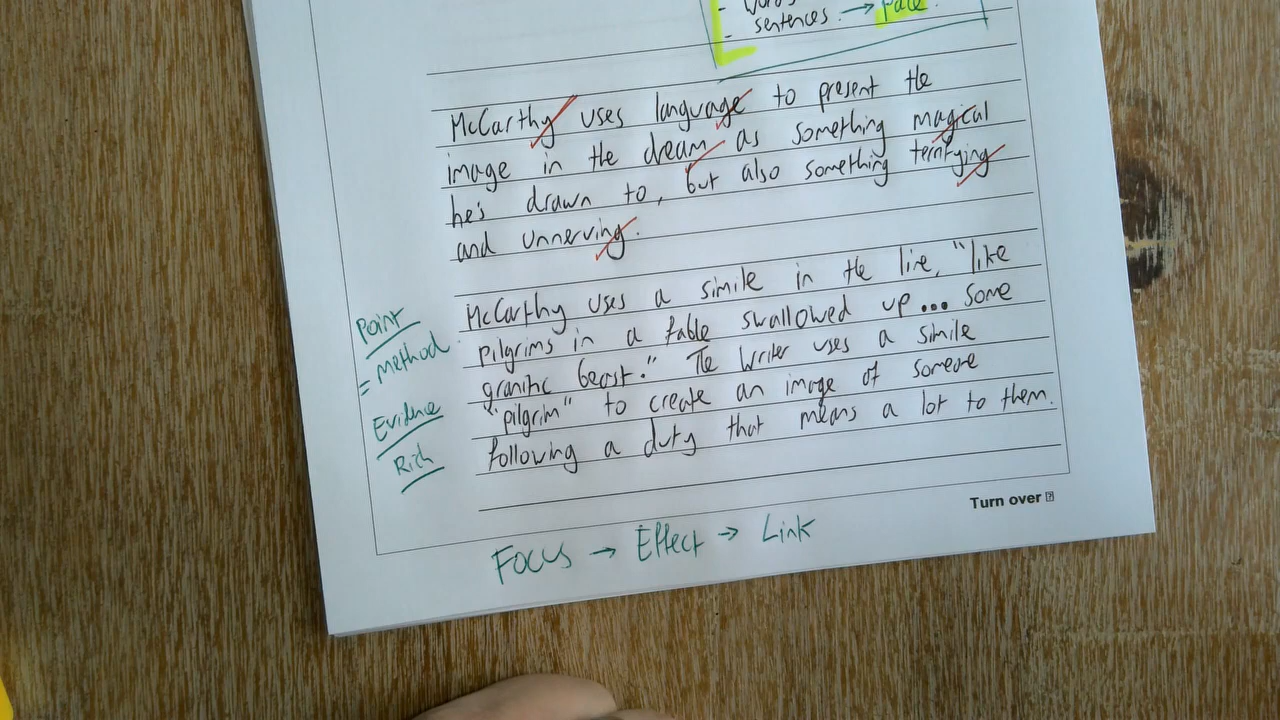 - words
- sentences. → pace.
McCarthy uses language to present the
image in the dream as something magical
he's drawn to, but also something terrifying
and unnerving.
McCarthy uses a simile in the line, "like
pilgrims in a fable swallowed up... some
granitic beast." The writer uses a simile
"pilgrim" to create an image of someone
following a duty that means a lot to them.
Point
= Method
Evidence
Rich
Turn over
Focus → Effect → Link